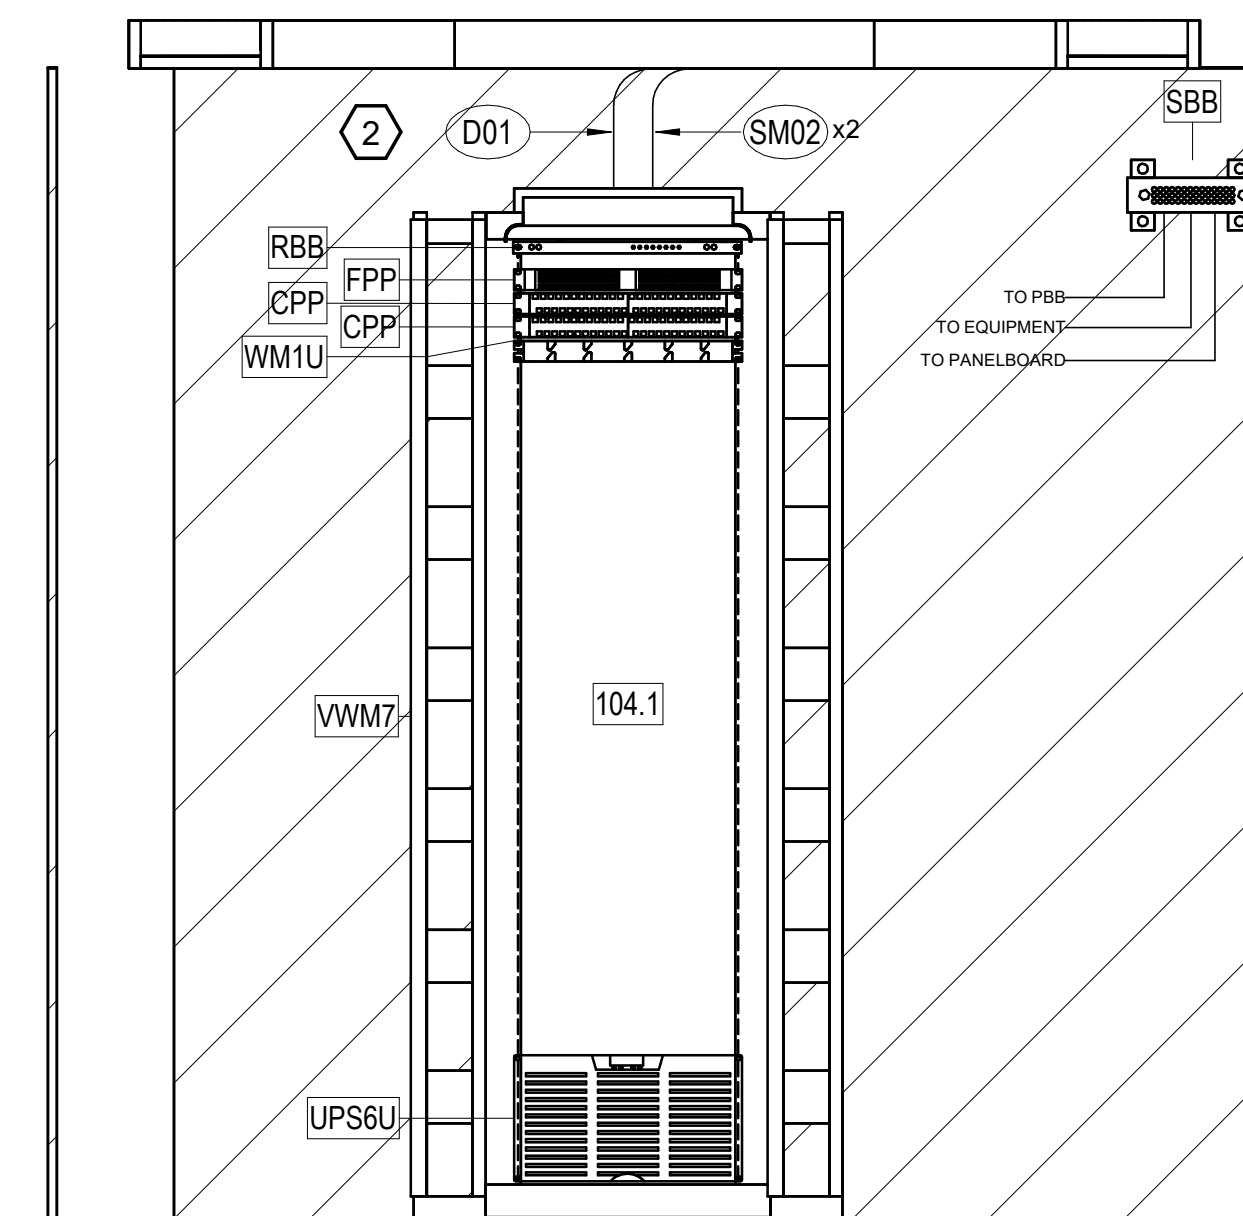 SBB
2
D01
SM02 x2
RBB
FPP
CPP
CPP
WM1U
TO PBB
TO EQUIPMENT
TO PANELBOARD
104.1
VWM7
UPS6U